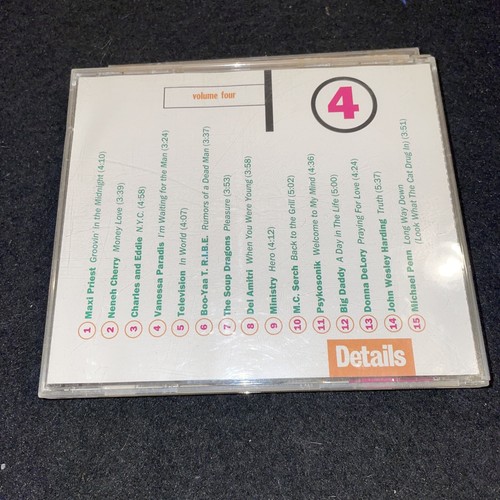 volume four
4
1 Maxi Priest Groovin' in the Midnight (4:10)
2 Neneh Cherry Money Love (3:39)
3 Charles and Eddie N.Y.C. (4:58)
4 Vanessa Paradis I'm Waiting for the Man (3:24)
5 Television In World (4:07)
6 Boo-Yaa T. R.I.B.E. Rumors of a Dead Man (3:37)
7 The Soup Dragons Pleasure (3:53)
8 Del Amitri When You Were Young (3:58)
9 Ministry Hero (4:12)
10 M.C. Serch Back to the Grill (5:02)
11 Psykosonik Welcome to My Mind (4:36)
12 Big Daddy A Day In The Life (5:00)
13 Donna DeLory Praying For Love (4:24)
14 John Wesley Harding Truth (5:37)
15 Michael Penn Long Way Down
(Look What The Cat Drug In) (3:51)
Details